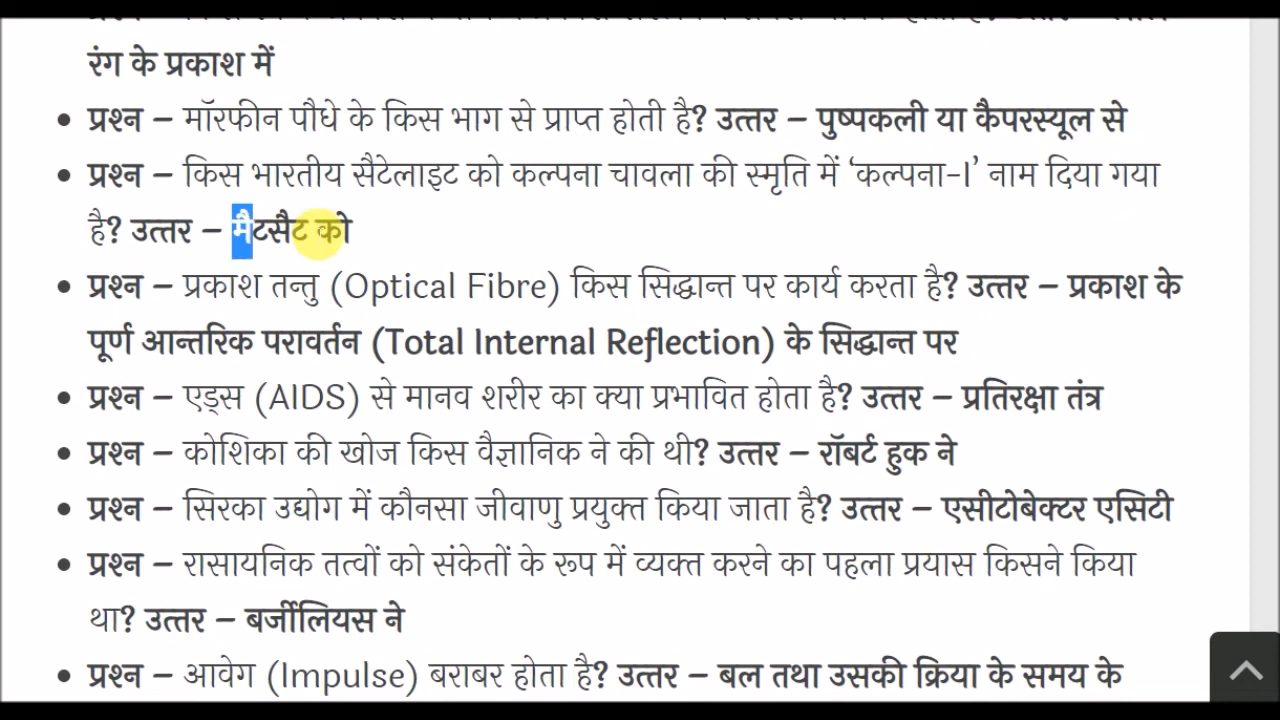 रंग के प्रकाश में
प्रश्न – मॉरफीन पौधे के किस भाग से प्राप्त होती है? उत्तर – पुष्पकली या कैपरस्यूल से
प्रश्न – किस भारतीय सैटेलाइट को कल्पना चावला की स्मृति में ‘कल्पना-I’ नाम दिया गया
है? उत्तर – मैटसैट को
प्रश्न – प्रकाश तन्तु (Optical Fibre) किस सिद्धान्त पर कार्य करता है? उत्तर – प्रकाश के
पूर्ण आन्तरिक परावर्तन (Total Internal Reflection) के सिद्धान्त पर
प्रश्न – एड्स (AIDS) से मानव शरीर का क्या प्रभावित होता है? उत्तर – प्रतिरक्षा तंत्र
प्रश्न – कोशिका की खोज किस वैज्ञानिक ने की थी? उत्तर – रॉबर्ट हुक ने
प्रश्न – सिरका उद्योग में कौनसा जीवाणु प्रयुक्त किया जाता है? उत्तर – एसीटोबेक्टर एसिटी
प्रश्न – रासायनिक तत्वों को संकेतों के रूप में व्यक्त करने का पहला प्रयास किसने किया
था? उत्तर – बर्जीलियस ने
प्रश्न – आवेग (Impulse) बराबर होता है? उत्तर – बल तथा उसकी क्रिया के समय के